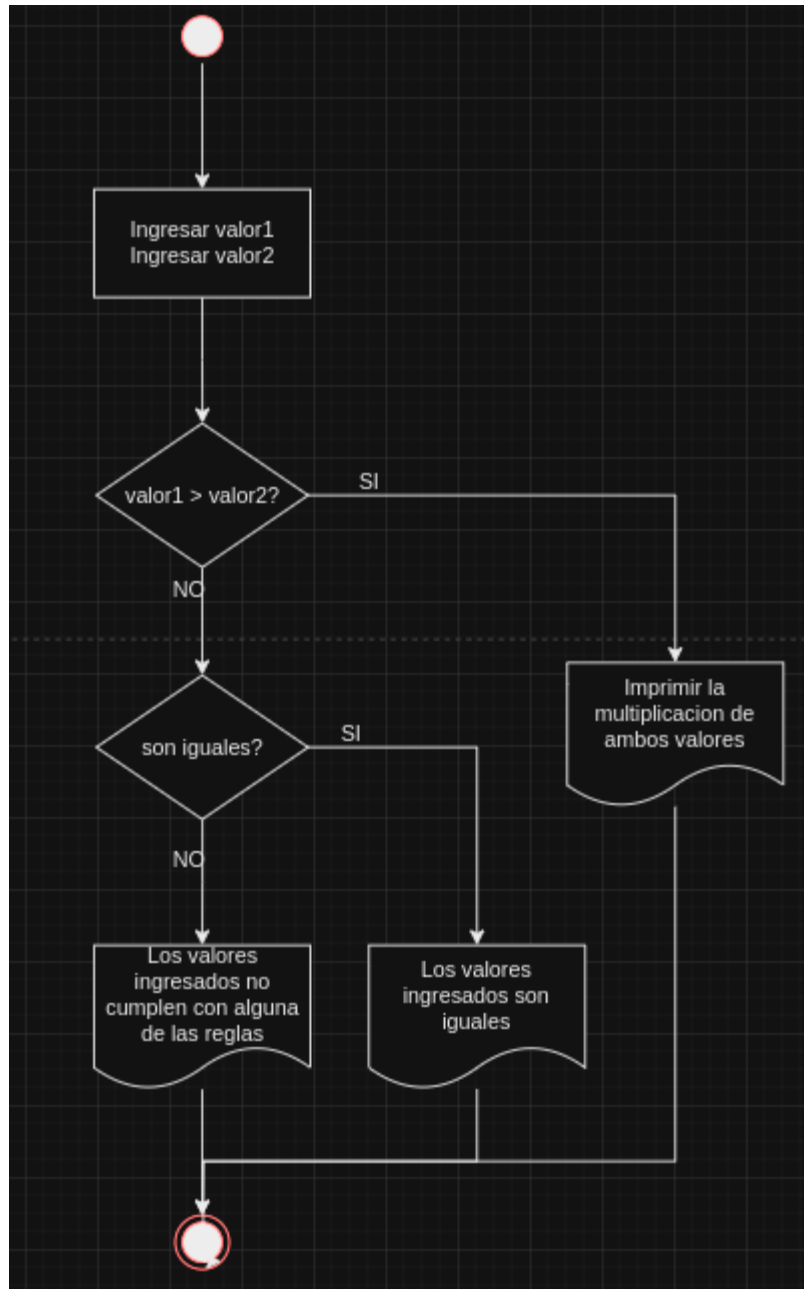 Ingresar valor1
Ingresar valor2
valor1 > valor2?
SI
NO
Imprimir la
multiplicacion de
ambos valores
son iguales?
SI
NO
Los valores
ingresados no
cumplen con alguna
de las reglas
Los valores
ingresados son
iguales